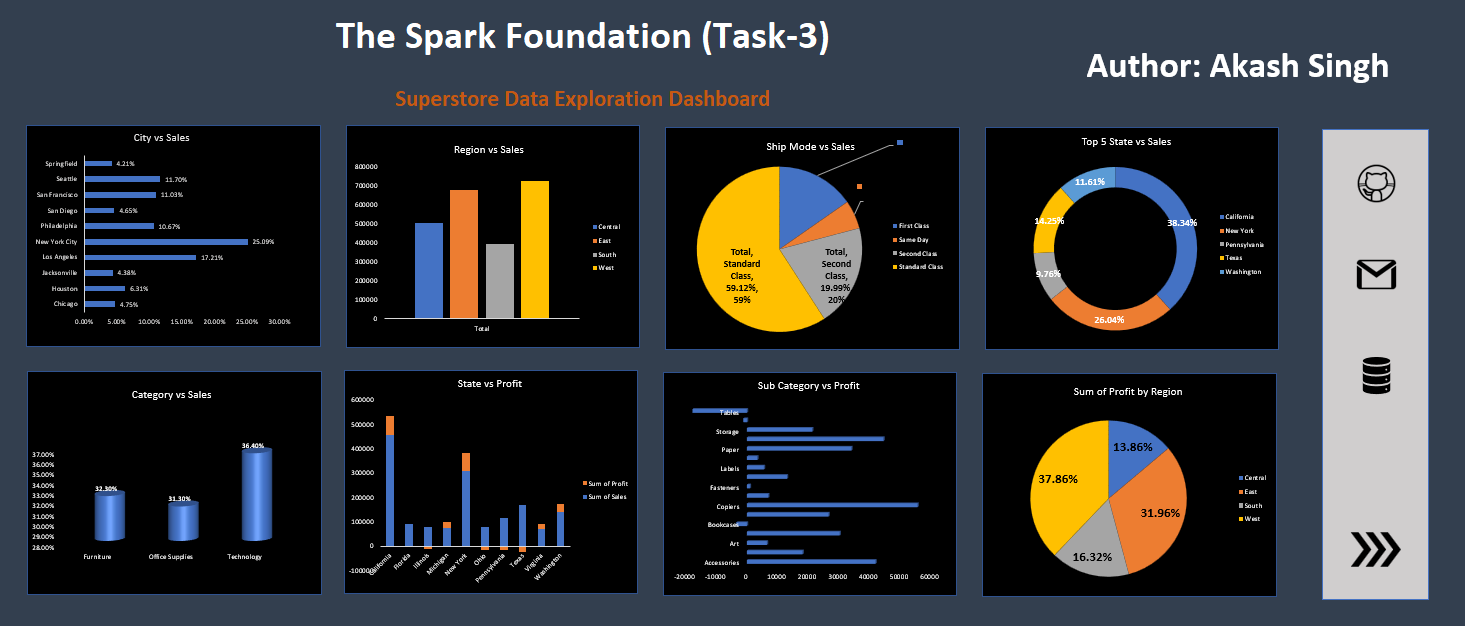 The Spark Foundation (Task-3)
Author: Akash Singh
Superstore Data Exploration Dashboard
City vs Sales
Springfield 4.21%
Seattle 11.70%
San Francisco 11.03%
San Diego 4.65%
Philadelphia 10.67%
New York City 25.09%
Los Angeles 17.21%
Jacksonville 4.38%
Houston 6.31%
Chicago 4.75%
0.00% 5.00% 10.00% 15.00% 20.00% 25.00% 30.00%
Region vs Sales
800000
700000
600000
500000
400000
300000
200000
100000
0
Total
Central
East
South
West
Ship Mode vs Sales
Total,
Standard
Class,
59.12%,
59%
Total,
Second
Class,
19.99%
20%
First Class
Same Day
Second Class
Standard Class
Top 5 State vs Sales
11.61%
38.34%
14.25%
9.76%
26.04%
California
New York
Pennsylvania
Texas
Washington
Category vs Sales
37.00%
36.00%
35.00%
34.00%
33.00%
32.00%
31.00%
30.00%
29.00%
28.00%
32.30%
31.30%
36.40%
Furniture
Office Supplies
Technology
State vs Profit
600000
500000
400000
300000
200000
100000
0
-100000
California
Florida
Illinois
Michigan
New York
Ohio
Pennsylvania
Texas
Virginia
Washington
Sum of Profit
Sum of Sales
Sub Category vs Profit
Tables
Storage
Paper
Labels
Fasteners
Copiers
Bookcases
Art
Accessories
-20000 -10000 0 10000 20000 30000 40000 50000 60000
Sum of Profit by Region
13.86%
37.86%
31.96%
16.32%
Central
East
South
West